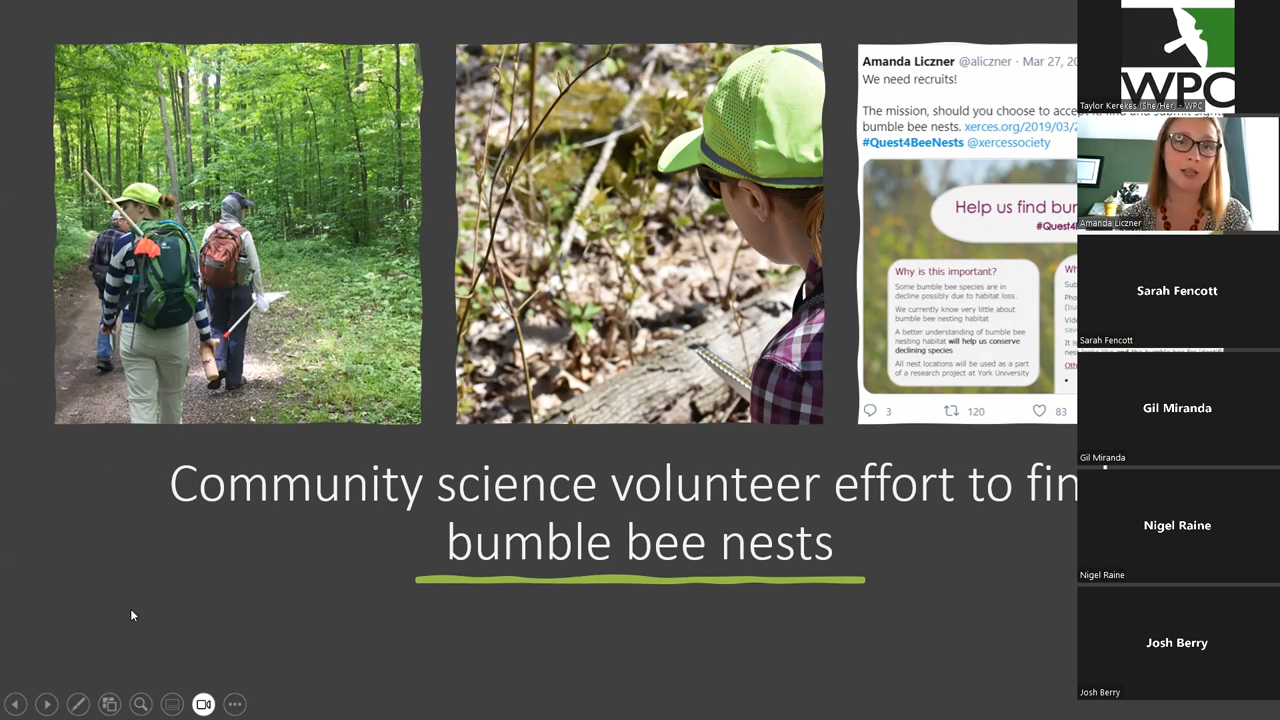 Amanda Liczner @aliczner · Mar 27, 20
We need recruits!
The mission, should you choose to acce
bumble bee nests. xerces.org/2019/03/2
#Quest4BeeNests @xercessociety
Help us find bu
#Quest4
Why is this important?
Some bumble bee species are in
decline possibly due to habitat loss.
We currently know very little about
bumble bee nesting habitat
A better understanding of bumble bee
nesting habitat will help us conserve
declining species
All nest locations will be used as a part
of a research project at York University
3 120 83
Community science volunteer effort to fin
bumble bee nests
WPC
Taylor Kerekes (She/Her) - WPC
Amanda Liczner
Sarah Fencott
Sarah Fencott
Gil Miranda
Gil Miranda
Nigel Raine
Nigel Raine
Josh Berry
Josh Berry